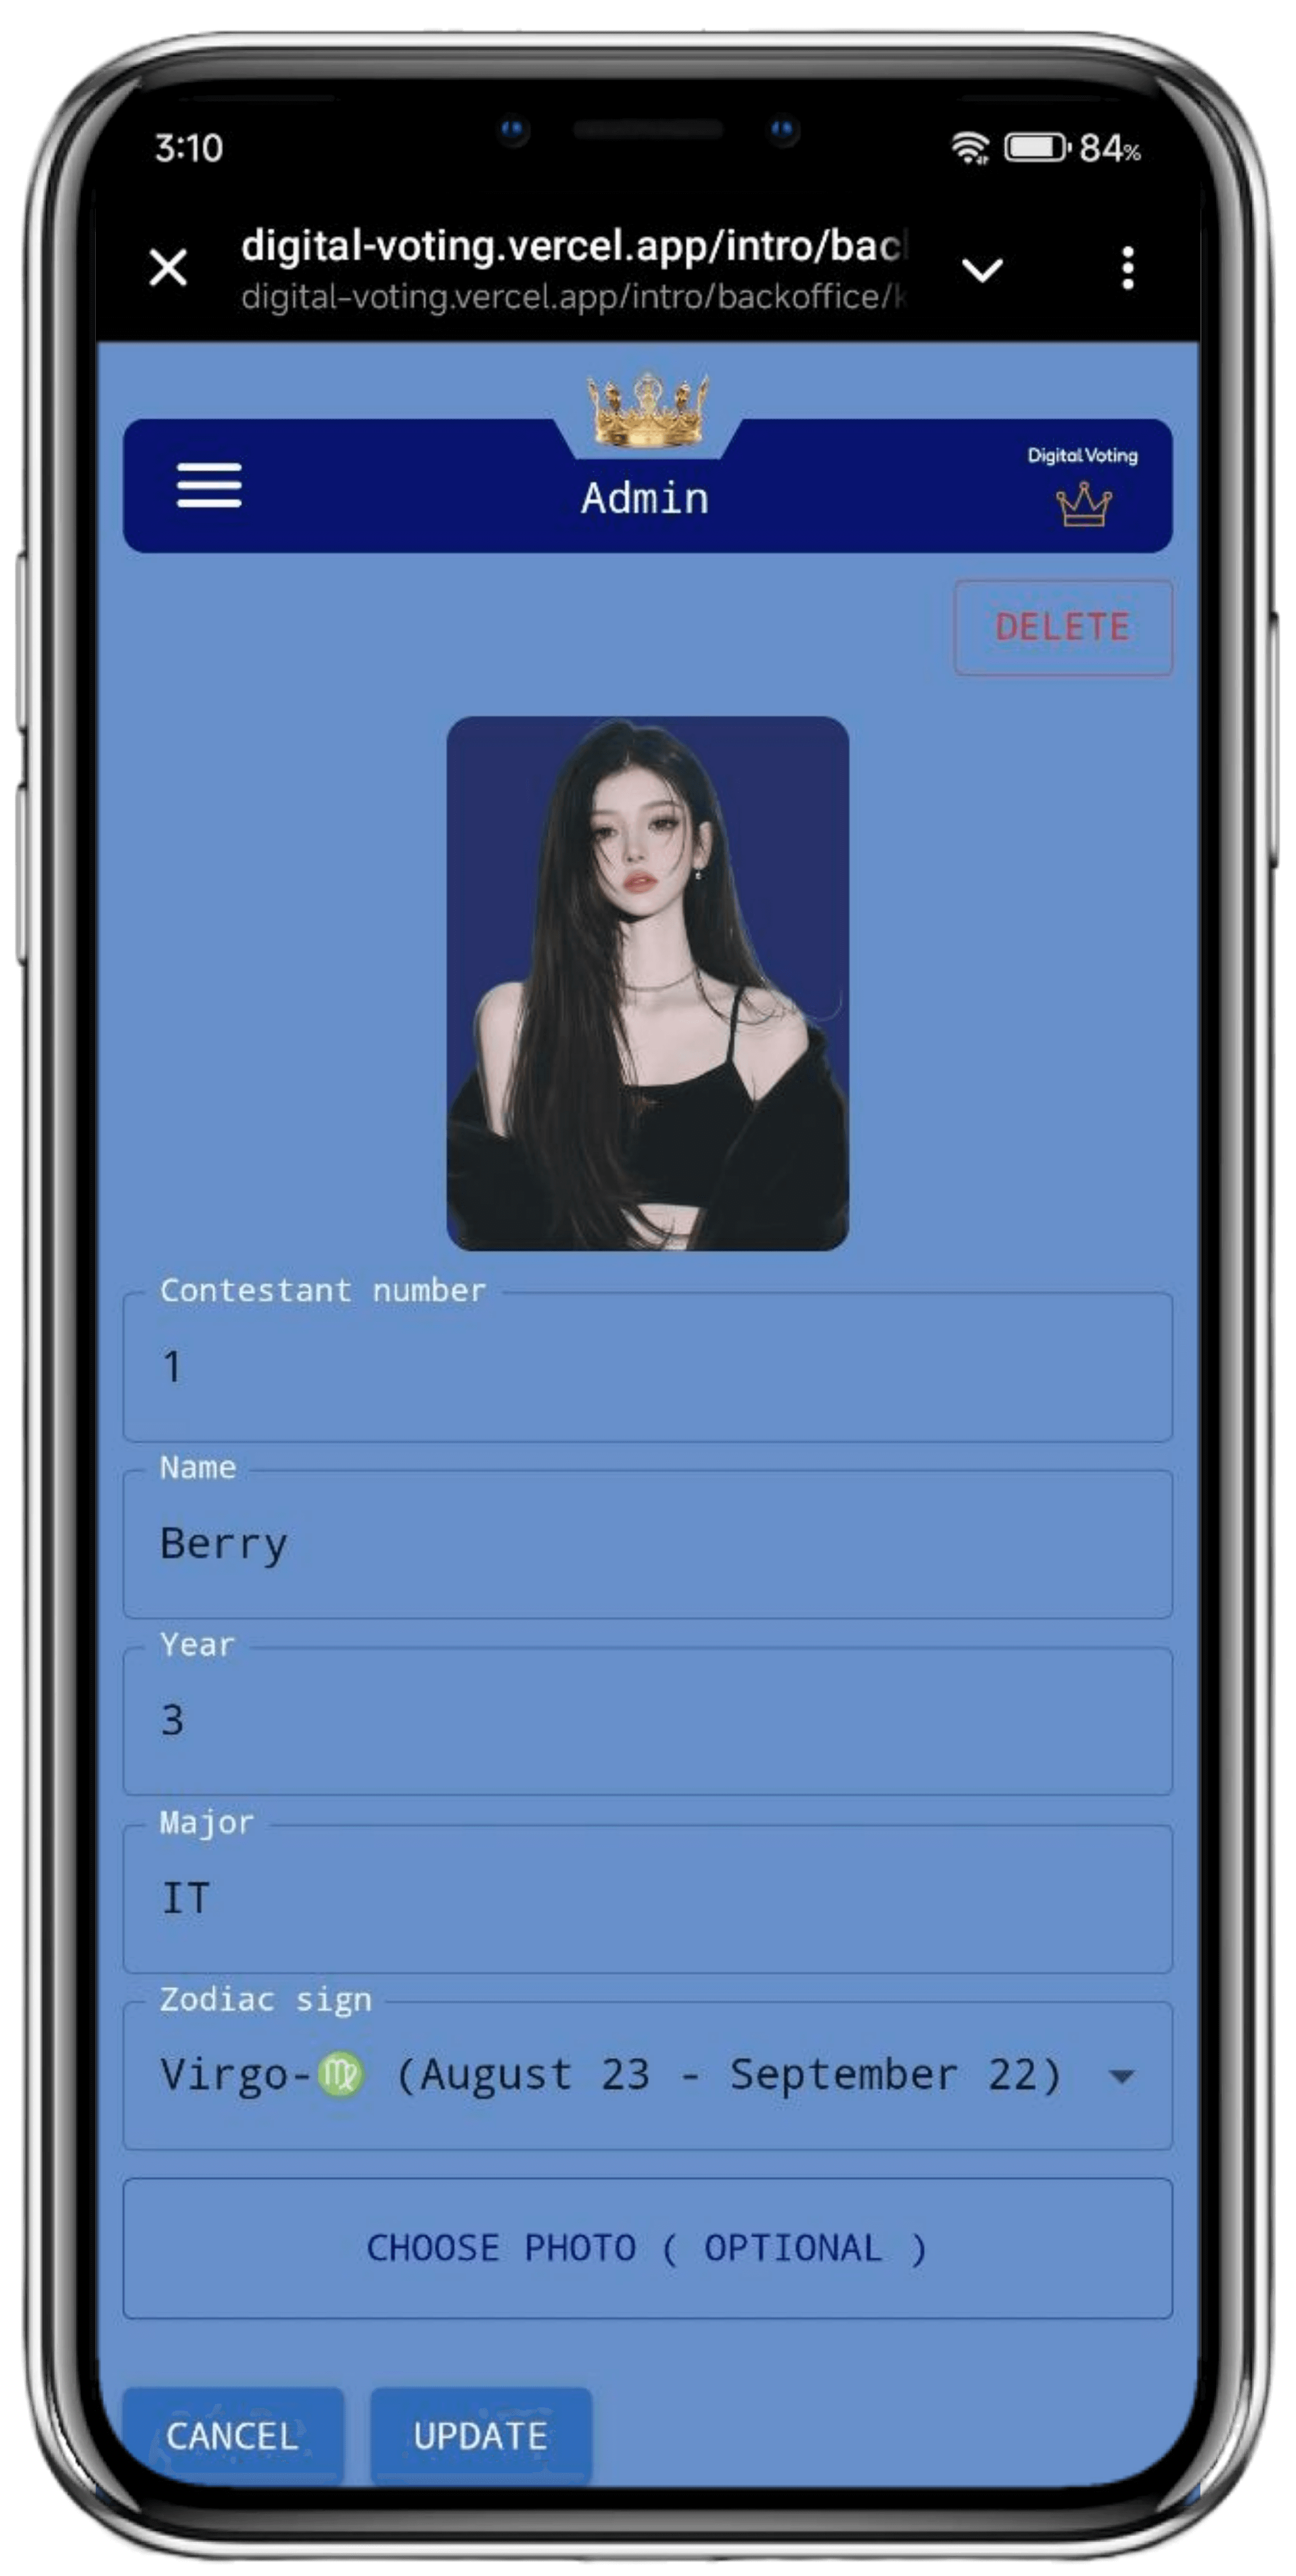 3:10
84%
digital-voting.vercel.app/intro/bac
digital-voting.vercel.app/intro/backoffice/k
Admin
Digital Voting
DELETE
Contestant number
1
Name
Berry
Year
3
Major
IT
Zodiac sign
Virgo-♍ (August 23 - September 22)
CHOOSE PHOTO ( OPTIONAL )
CANCEL
UPDATE